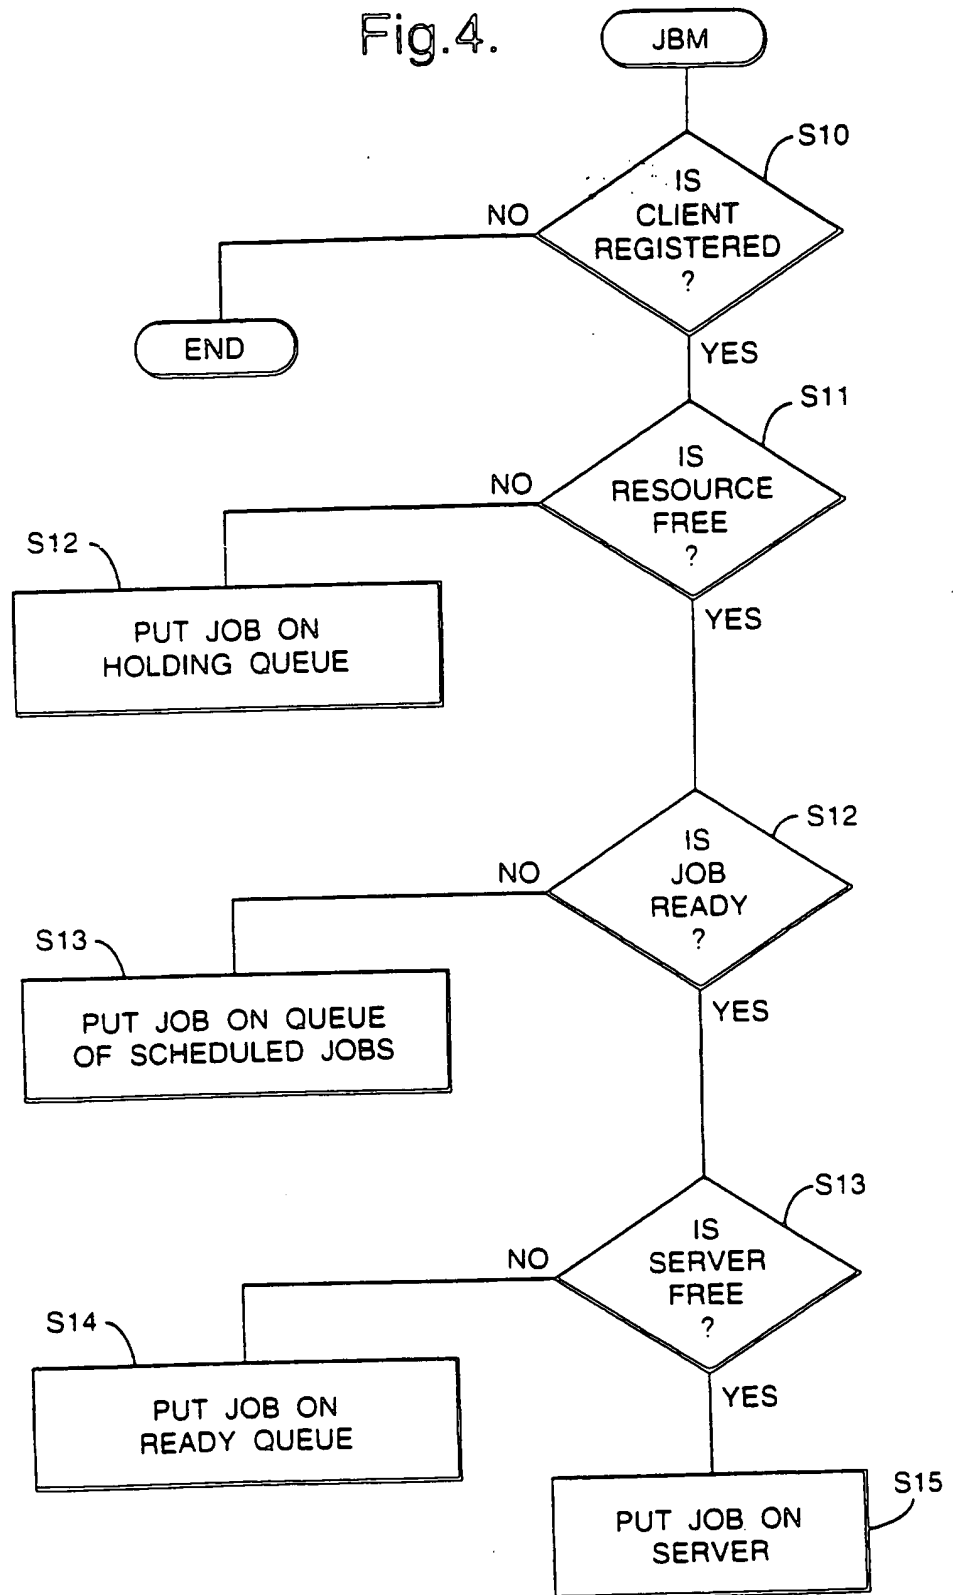 Fig.4.
JBM
S10
IS
CLIENT
REGISTERED
?
NO
END
YES
S11
IS
RESOURCE
FREE
?
NO
S12
PUT JOB ON
HOLDING QUEUE
YES
S12
IS
JOB
READY
?
NO
S13
PUT JOB ON QUEUE
OF SCHEDULED JOBS
YES
S13
IS
SERVER
FREE
?
NO
S14
PUT JOB ON
READY QUEUE
YES
S15
PUT JOB ON
SERVER